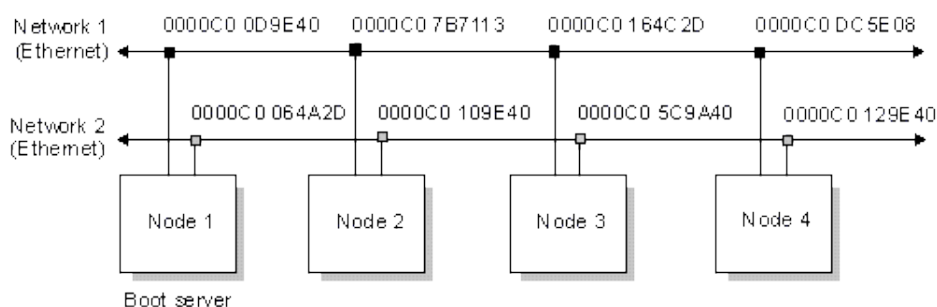 Network 1
(Ethernet)
0000C0 0D9E40
0000C0 7B7113
0000C0 164C2D
0000C0 DC5E08
Network 2
(Ethernet)
0000C0 064A2D
0000C0 109E40
0000C0 5C9A40
0000C0 129E40
Node 1
Node 2
Node 3
Node 4
Boot server